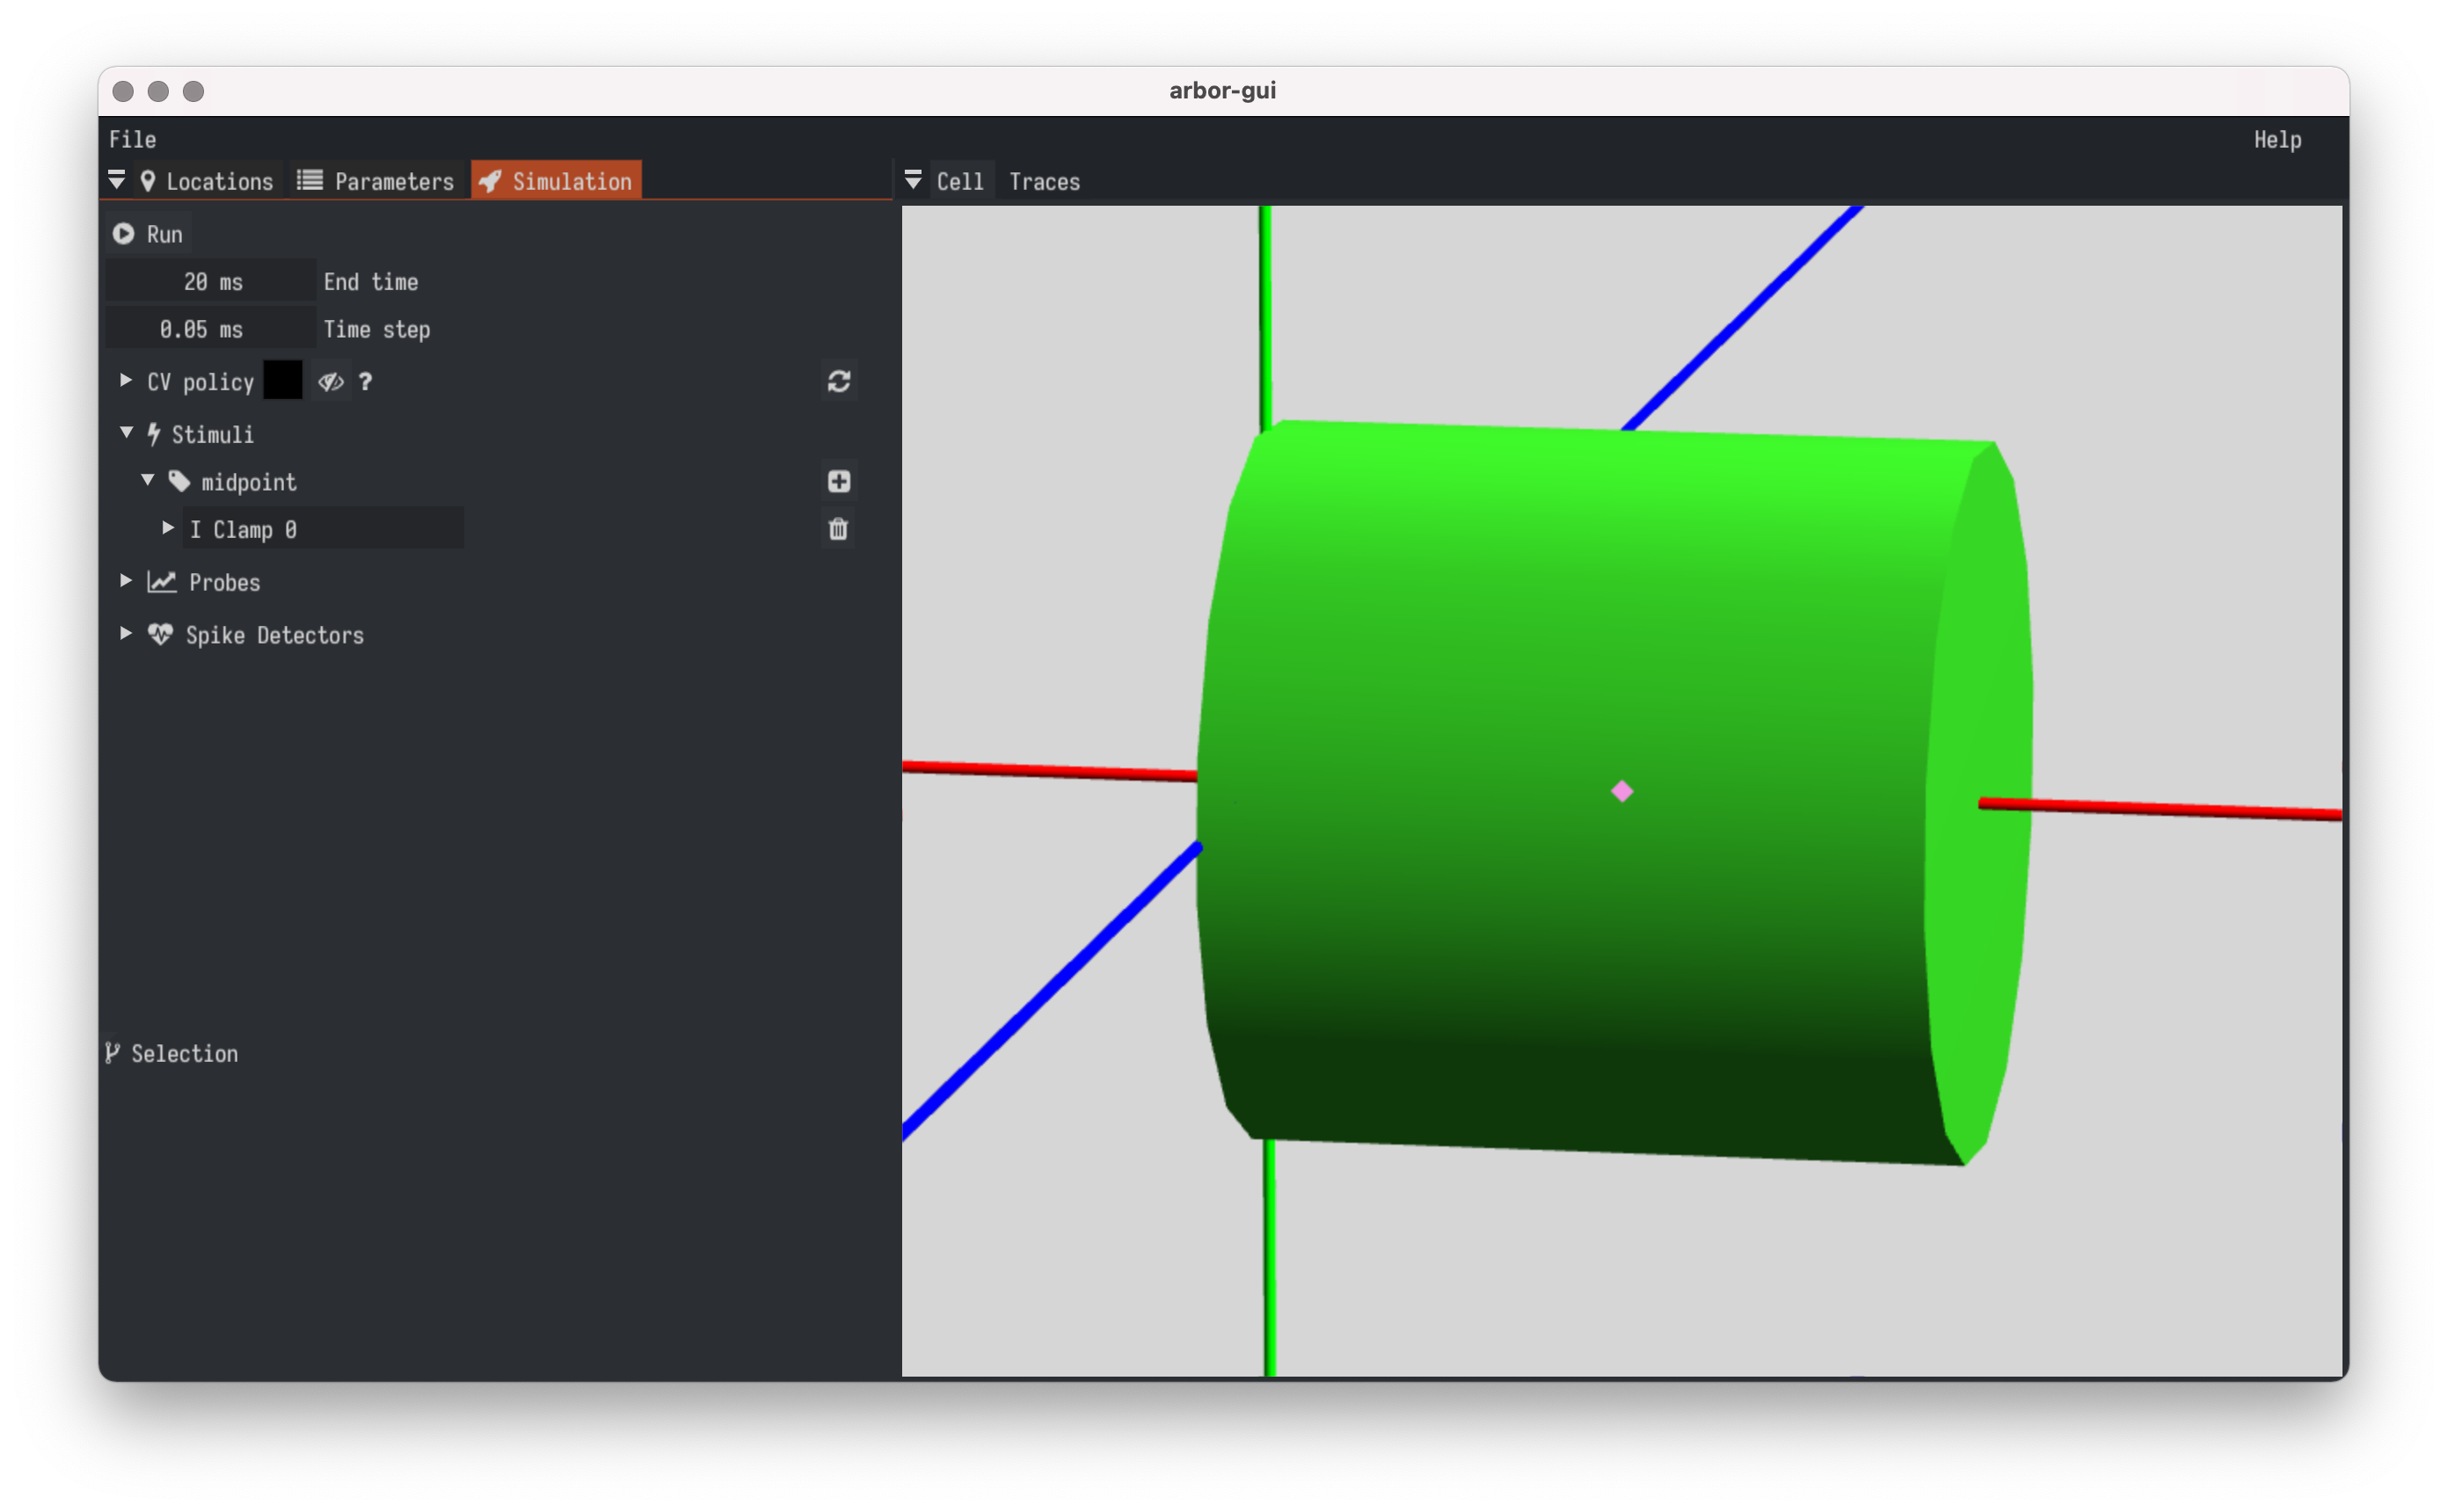 arbor-gui
File Help
Locations Parameters Simulation Cell Traces
Run
20 ms End time
0.05 ms Time step
CV policy ?
Stimuli
midpoint
I Clamp 0
Probes
Spike Detectors
Selection